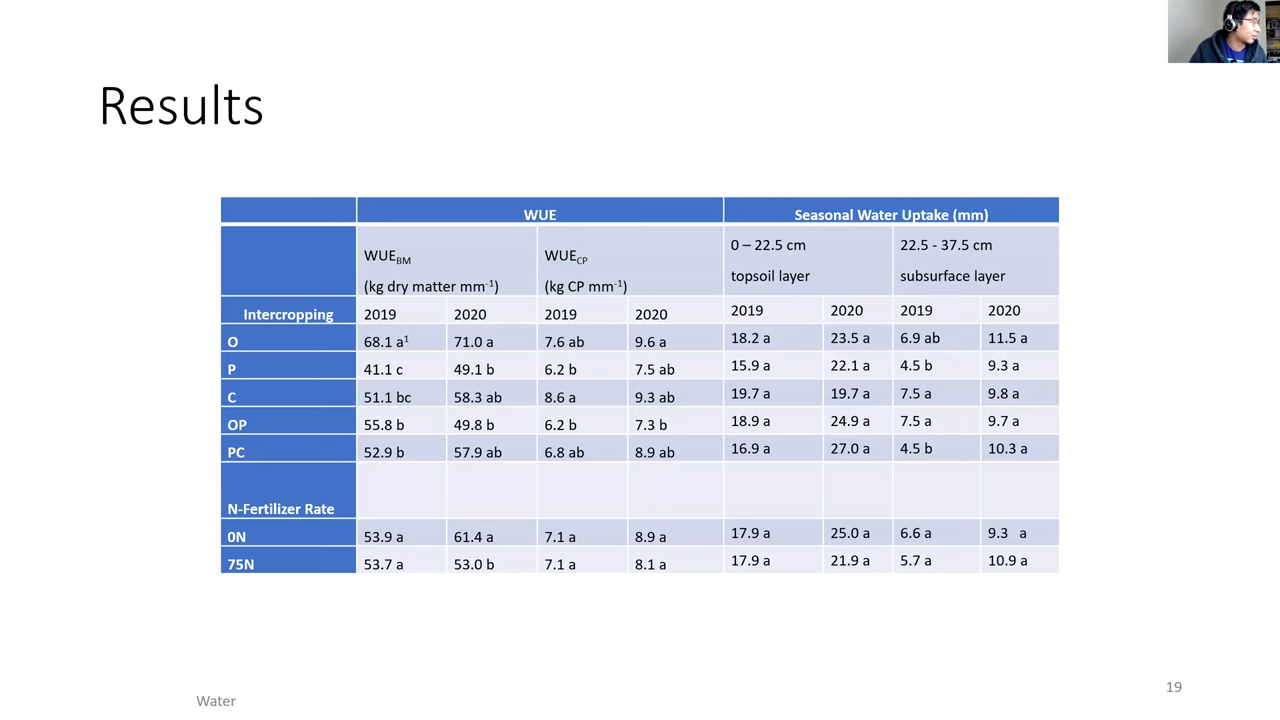 Results
WUE Seasonal Water Uptake (mm)
WUEBM WUECP 0 – 22.5 cm 22.5 - 37.5 cm
(kg dry matter mm-1) (kg CP mm-1) topsoil layer subsurface layer
Intercropping 2019 2020 2019 2020 2019 2020 2019 2020
O 68.1 a1 71.0 a 7.6 ab 9.6 a 18.2 a 23.5 a 6.9 ab 11.5 a
P 41.1 c 49.1 b 6.2 b 7.5 ab 15.9 a 22.1 a 4.5 b 9.3 a
C 51.1 bc 58.3 ab 8.6 a 9.3 ab 19.7 a 19.7 a 7.5 a 9.8 a
OP 55.8 b 49.8 b 6.2 b 7.3 b 18.9 a 24.9 a 7.5 a 9.7 a
PC 52.9 b 57.9 ab 6.8 ab 8.9 ab 16.9 a 27.0 a 4.5 b 10.3 a
N-Fertilizer Rate
0N 53.9 a 61.4 a 7.1 a 8.9 a 17.9 a 25.0 a 6.6 a 9.3 a
75N 53.7 a 53.0 b 7.1 a 8.1 a 17.9 a 21.9 a 5.7 a 10.9 a
Water
19